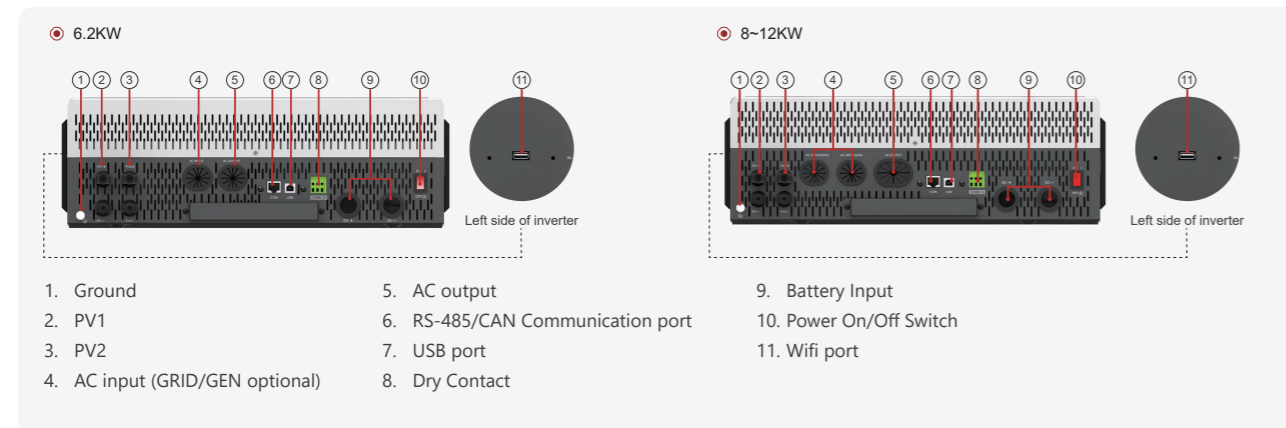 6.2KW
8~12KW
1 2 3 4 5 6 7 8 9 10 11
1 2 3 4 5 6 7 8 9 10 11
Left side of inverter
Left side of inverter
1. Ground
2. PV1
3. PV2
4. AC input (GRID/GEN optional)
5. AC output
6. RS-485/CAN Communication port
7. USB port
8. Dry Contact
9. Battery Input
10. Power On/Off Switch
11. Wifi port